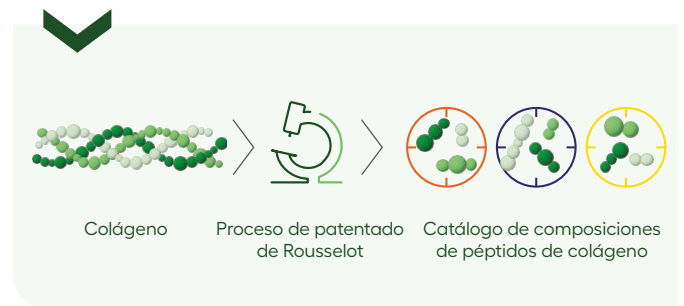 Colágeno
Proceso de patentado
de Rousselot
Catálogo de composiciones
de péptidos de colágeno